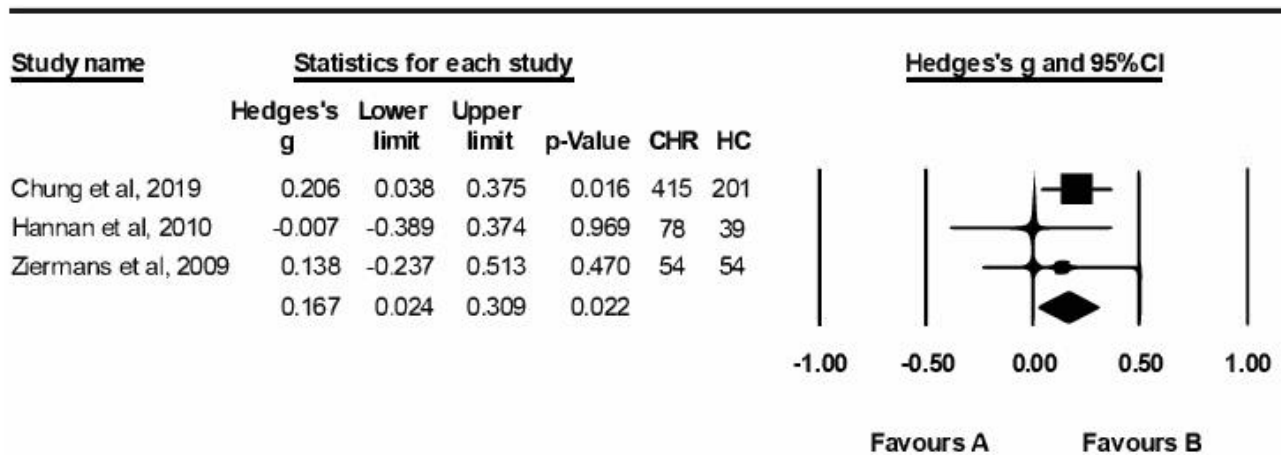 Study name Statistics for each study Hedges's g and 95%CI
Hedges's Lower Upper
g limit limit p-Value CHR HC
Chung et al, 2019 0.206 0.038 0.375 0.016 415 201
Hannan et al, 2010 -0.007 -0.389 0.374 0.969 78 39
Ziermans et al, 2009 0.138 -0.237 0.513 0.470 54 54
0.167 0.024 0.309 0.022
-1.00 -0.50 0.00 0.50 1.00
Favours A Favours B